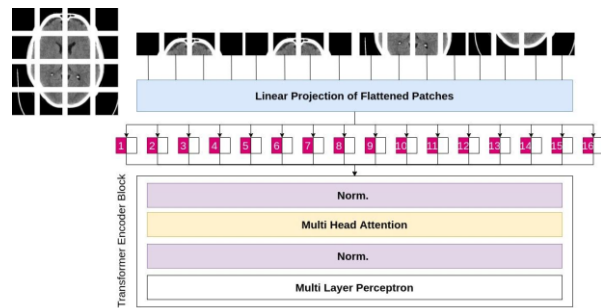 Linear Projection of Flattened Patches
1 2 3 4 5 6 7 8 9 10 11 12 13 14 15 16
Transformer Encoder Block
Norm.
Multi Head Attention
Norm.
Multi Layer Perceptron